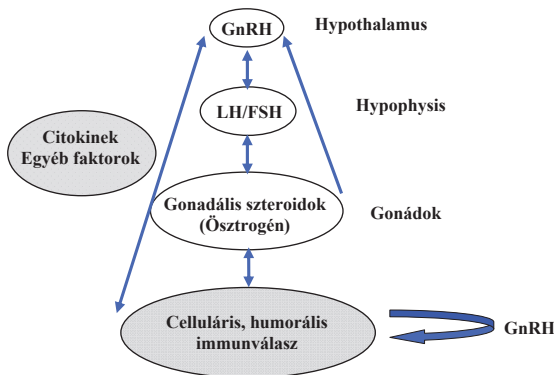 GnRH
Hypothalamus
LH/FSH
Hypophysis
Citokinek
Egyéb faktorok
Gonadális szteroidok
(Ösztrogén)
Gonádok
Celluláris, humorális
immunválasz
GnRH